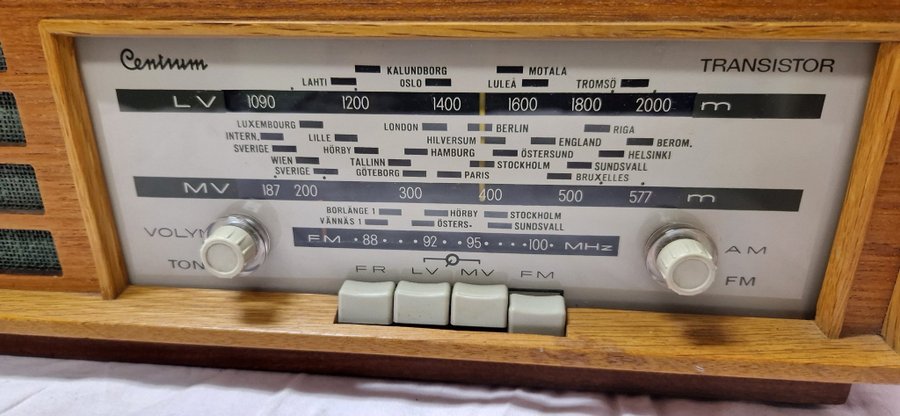 Centrum TRANSISTOR
KALUNDBORG MOTALA
LAHTI OSLO LULEÅ TROMSÖ
LV 1090 1200 1400 1600 1800 2000 m
LUXEMBOURG LONDON BERLIN RIGA
INTERN. LILLE HILVERSUM ENGLAND BEROM.
SVERIGE HÖRBY HAMBURG ÖSTERSUND HELSINKI
WIEN TALLINN STOCKHOLM SUNDSVALL
SVERIGE GÖTEBORG PARIS BRUXELLES
MV 187 200 300 400 500 577 m
BORLÄNGE 1 HÖRBY STOCKHOLM
VÄNNÄS 1 ÖSTERS- SUNDSVALL
FM · 88 · · · · 92 · · 95 · · · · 100 · MHz
VOLYM AM
TON FM
FR LV MV FM